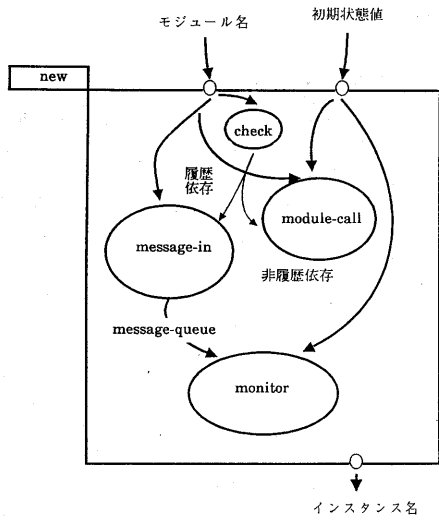 モジュール名
初期状態値
new
check
履歴
依存
module-call
message-in
非履歴依存
message-queue
monitor
インスタンス名